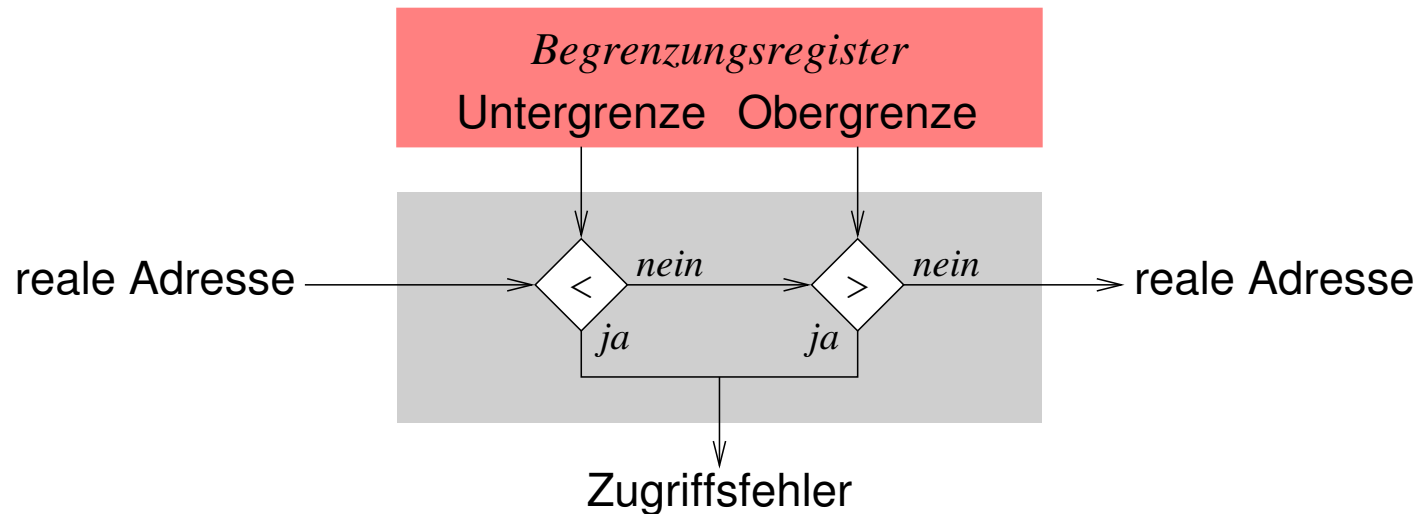 Begrenzungsregister
Untergrenze Obergrenze
reale Adresse < nein > nein reale Adresse
ja ja
Zugriffsfehler